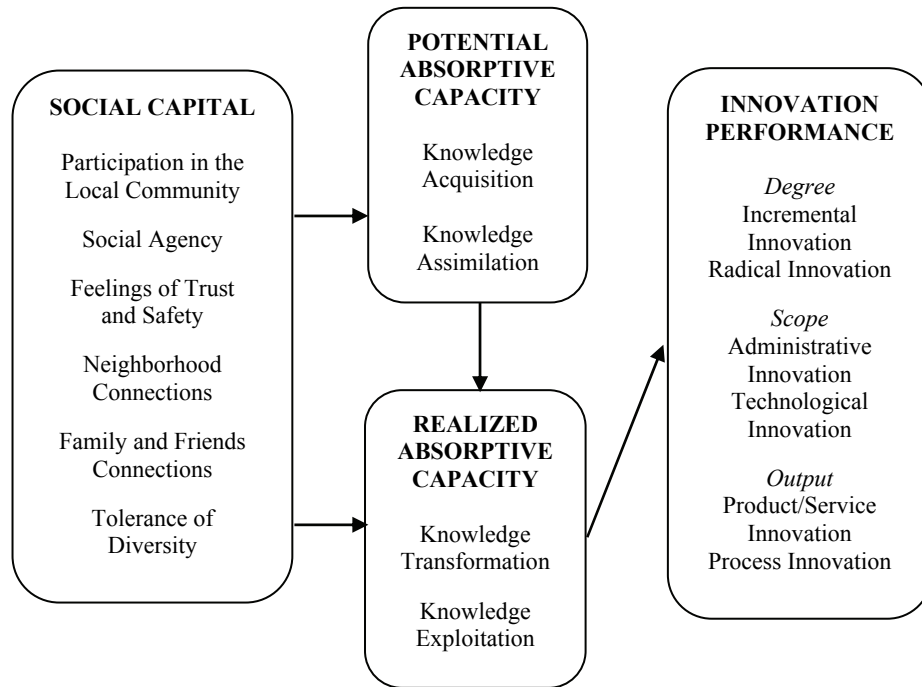 SOCIAL CAPITAL
Participation in the
Local Community
Social Agency
Feelings of Trust
and Safety
Neighborhood
Connections
Family and Friends
Connections
Tolerance of
Diversity
POTENTIAL
ABSORPTIVE
CAPACITY
Knowledge
Acquisition
Knowledge
Assimilation
REALIZED
ABSORPTIVE
CAPACITY
Knowledge
Transformation
Knowledge
Exploitation
INNOVATION
PERFORMANCE
Degree
Incremental
Innovation
Radical Innovation
Scope
Administrative
Innovation
Technological
Innovation
Output
Product/Service
Innovation
Process Innovation